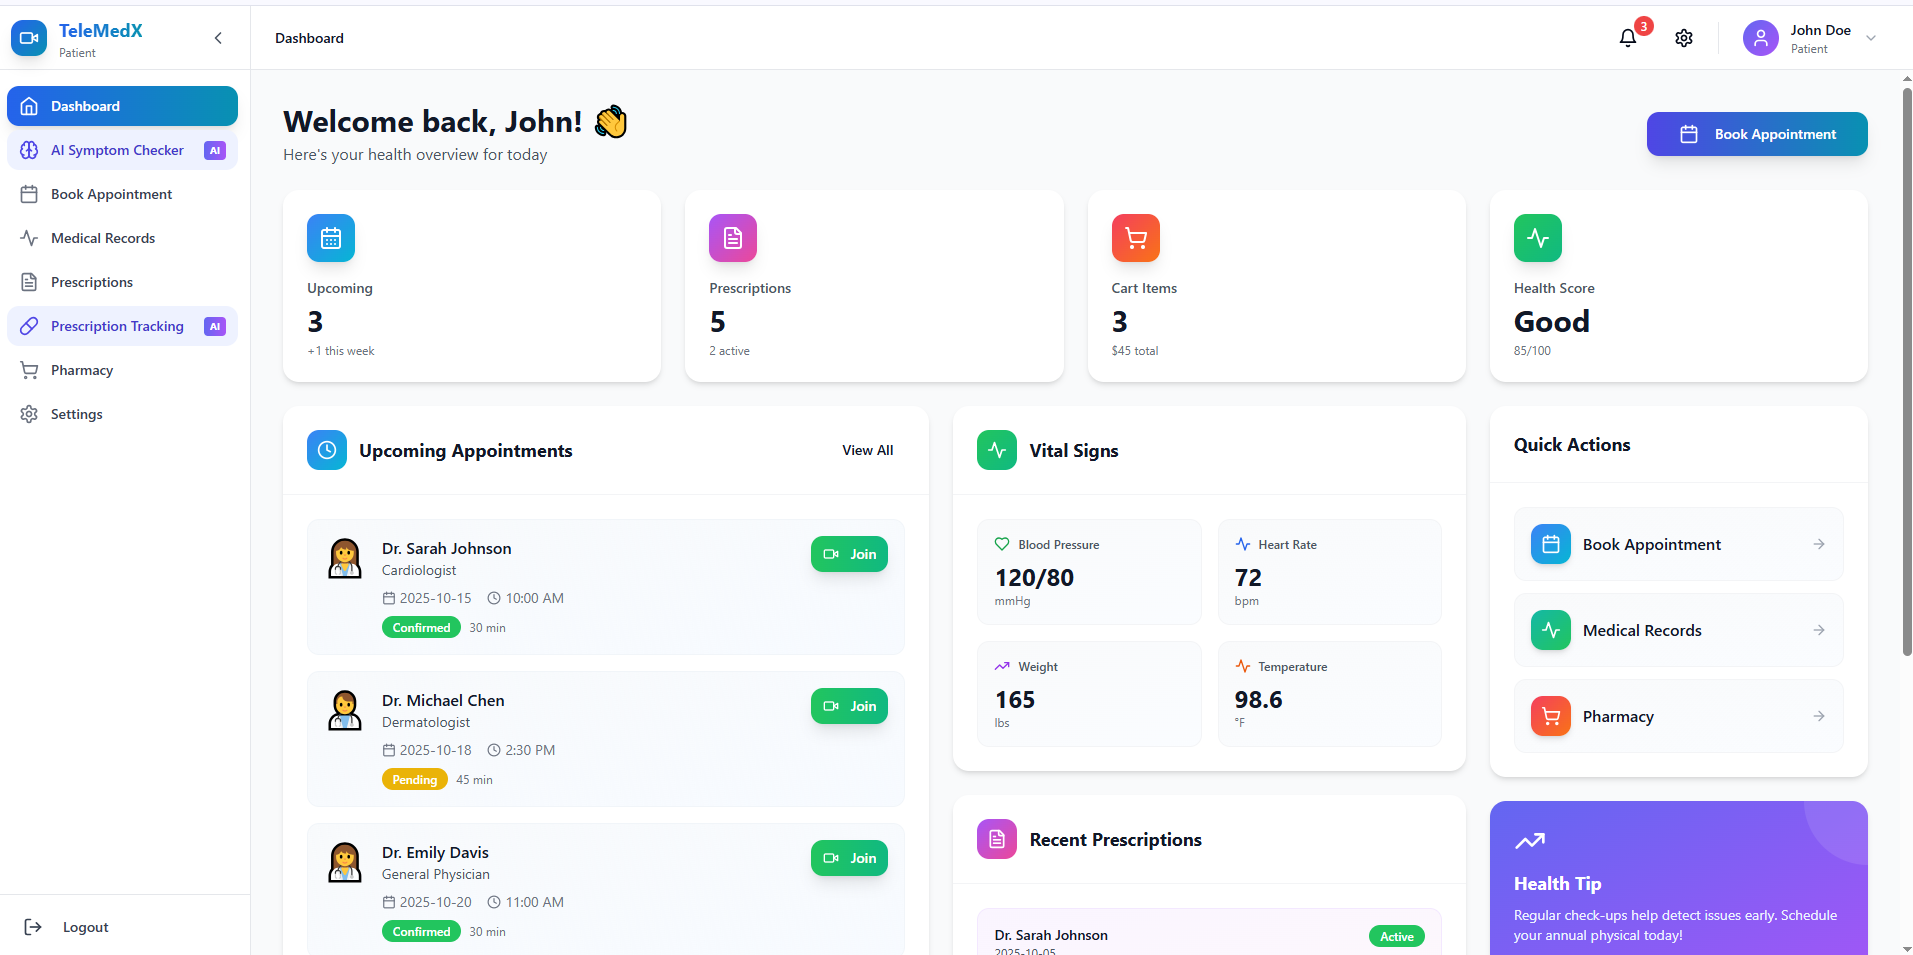 TeleMedX
Patient
Dashboard
3
John Doe
Patient
Dashboard
AI Symptom Checker AI
Book Appointment
Medical Records
Prescriptions
Prescription Tracking AI
Pharmacy
Settings
Logout
Welcome back, John! 👋
Here's your health overview for today
Book Appointment
Upcoming
3
+1 this week
Prescriptions
5
2 active
Cart Items
3
$45 total
Health Score
Good
85/100
Upcoming Appointments View All
Dr. Sarah Johnson
Cardiologist
2025-10-15 10:00 AM
Confirmed 30 min
Join
Dr. Michael Chen
Dermatologist
2025-10-18 2:30 PM
Pending 45 min
Join
Dr. Emily Davis
General Physician
2025-10-20 11:00 AM
Confirmed 30 min
Join
Vital Signs
Blood Pressure
120/80
mmHg
Heart Rate
72
bpm
Weight
165
lbs
Temperature
98.6
°F
Recent Prescriptions
Dr. Sarah Johnson
2025-10-05
Active
Quick Actions
Book Appointment
Medical Records
Pharmacy
Health Tip
Regular check-ups help detect issues early. Schedule
your annual physical today!